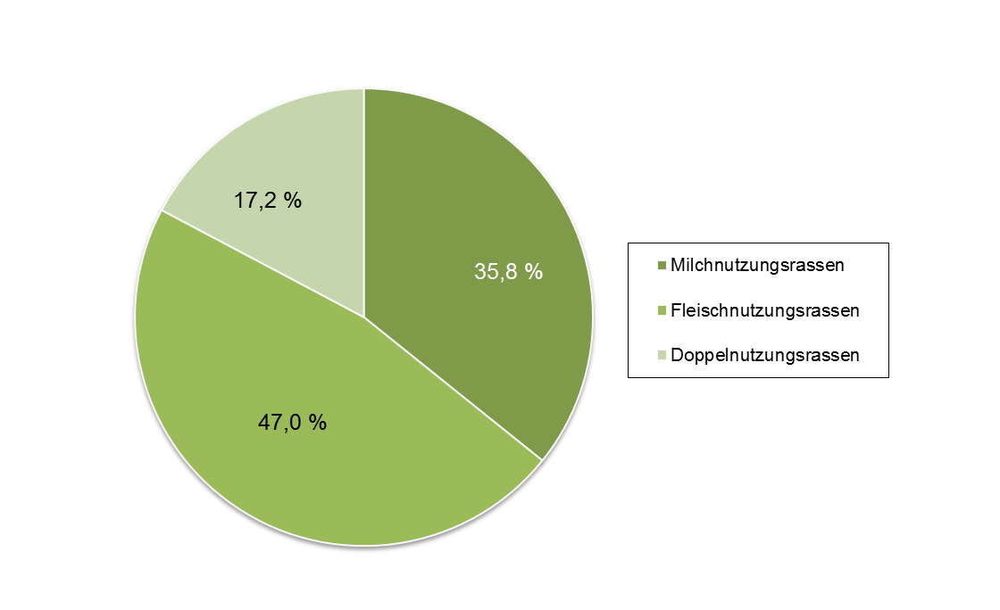 17,2 %
35,8 %
47,0 %
Milchnutzungsrassen
Fleischnutzungsrassen
Doppelnutzungsrassen